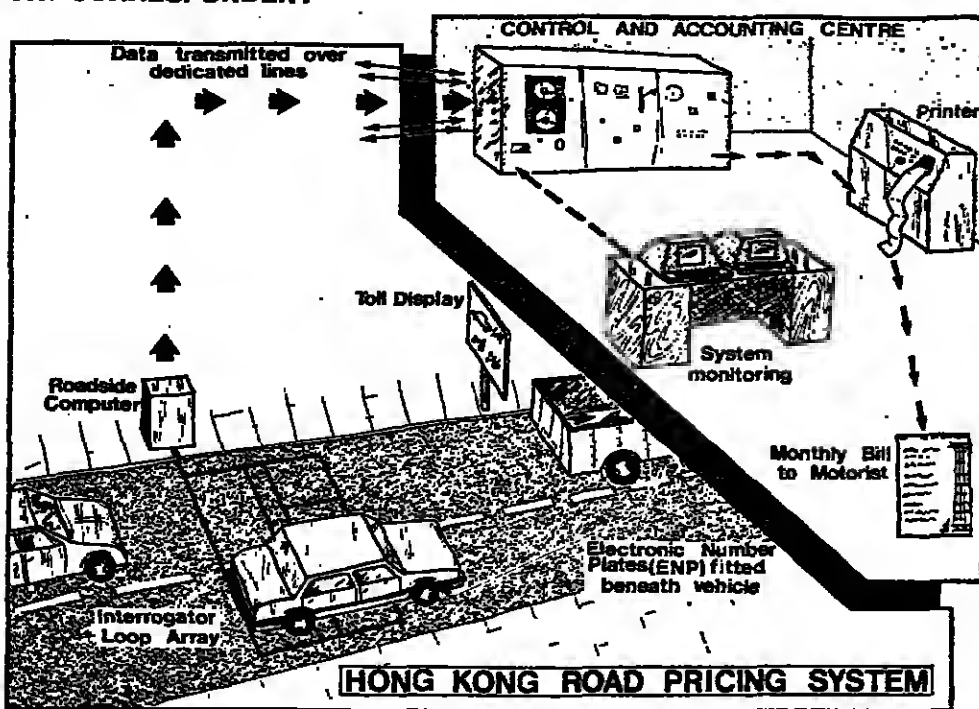 CORRESPONDENT
CONTROL AND ACCOUNTING CENTRE
Data transmitted over
dedicated lines
Printer
Toll Display
System
monitoring
Roadside
Computer
Monthly Bill
to Motorist
Electronic Number
Plates (ENP) fitted
beneath vehicle
Interrogator
Loop Array
HONG KONG ROAD PRICING SYSTEM